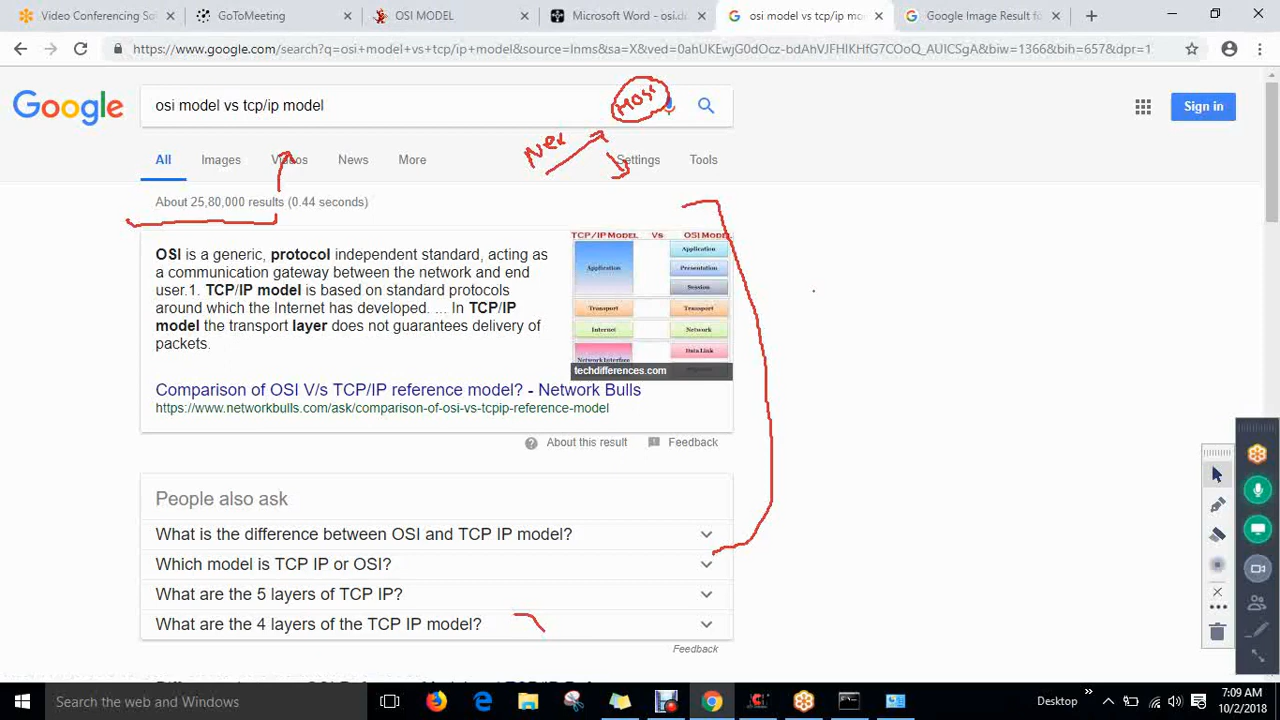 Video Conferencing So
GoToMeeting
OSI MODEL
Microsoft Word - osi.d
osi model vs tcp/ip mo
Google Image Result fo
https://www.google.com/search?q=osi+model+vs+tcp/ip+model&source=lnms&sa=X&ved=0ahUKEwjG0dOcz-bdAhVJFHIKHfG7COoQ_AUICSgA&biw=1366&bih=657&dpr=1
Google
osi model vs tcp/ip model
Sign in
Net
All Images Videos News More Settings Tools
About 25,80,000 results (0.44 seconds)
OSI is a generic, protocol independent standard, acting as
a communication gateway between the network and end
user.1. TCP/IP model is based on standard protocols
around which the Internet has developed. ... In TCP/IP
model the transport layer does not guarantees delivery of
packets.
TCP/IP MODEL Vs OSI MODEL
Application
Application
Presentation
Session
Transport
Transport
Internet
Network
Network Interface
Data Link
techdifferences.com
Comparison of OSI V/s TCP/IP reference model? - Network Bulls
https://www.networkbulls.com/ask/comparison-of-osi-vs-tcpip-reference-model
About this result Feedback
People also ask
What is the difference between OSI and TCP IP model?
Which model is TCP IP or OSI?
What are the 5 layers of TCP IP?
What are the 4 layers of the TCP IP model?
Feedback
Search the web and Windows
Desktop
7:09 AM
10/2/2018